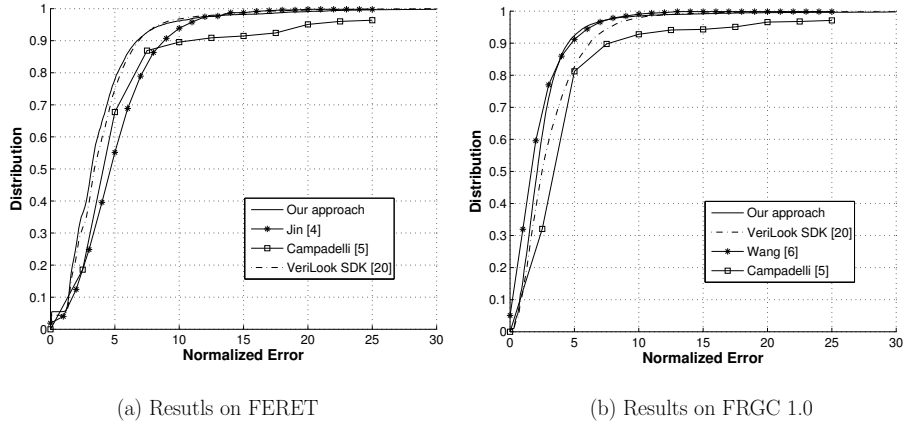 1
0.9
0.8
0.7
0.6
0.5
0.4
0.3
0.2
0.1
0
Distribution
0 5 10 15 20 25 30
Normalized Error
Our approach
Jin [4]
Campadelli [5]
VeriLook SDK [20]
(a) Resutls on FERET
1
0.9
0.8
0.7
0.6
0.5
0.4
0.3
0.2
0.1
0
Distribution
0 5 10 15 20 25 30
Normalized Error
Our approach
VeriLook SDK [20]
Wang [6]
Campadelli [5]
(b) Results on FRGC 1.0